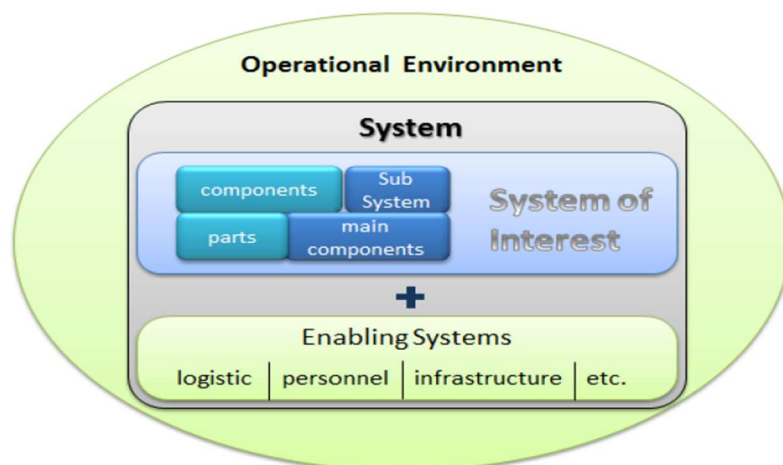 Operational Environment
System
components
Sub
System
parts
main
components
System of
interest
+
Enabling Systems
logistic
personnel
infrastructure
etc.